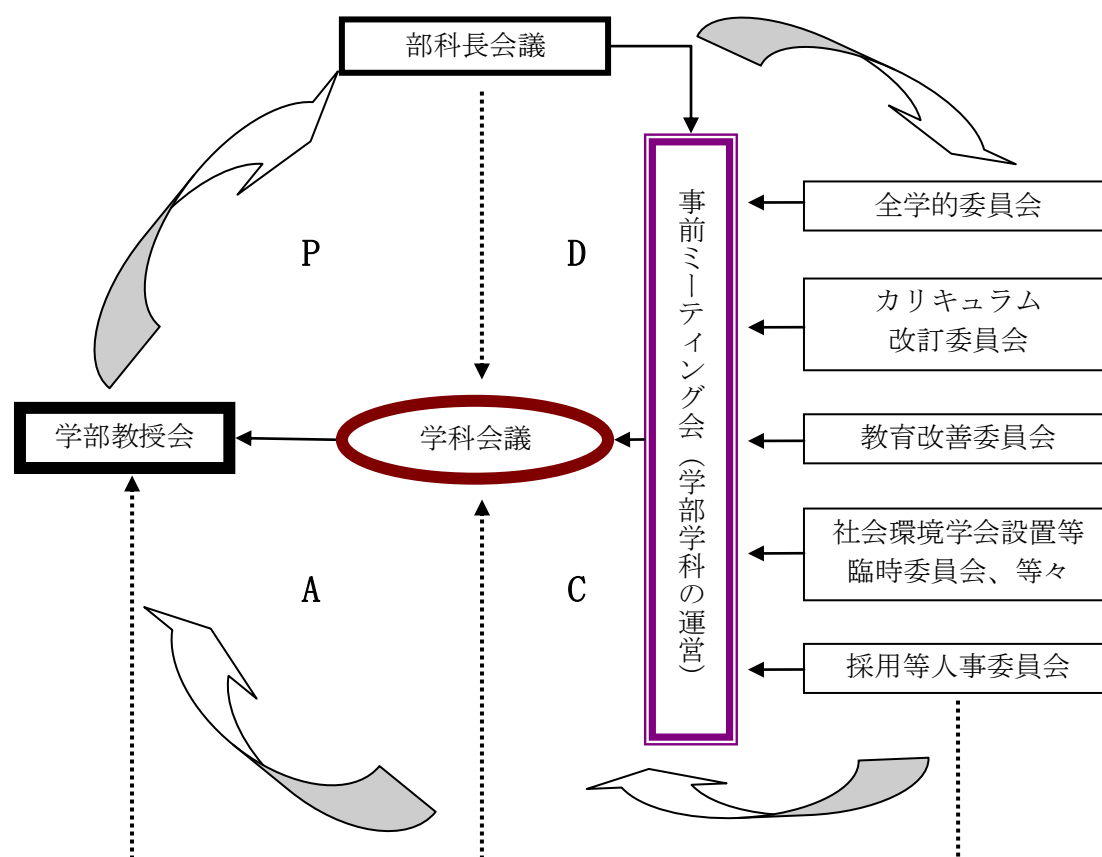 部科長会議
事前ミーティング会(学部学科の運営)
全学的委員会
P
D
カリキュラム
改訂委員会
学部教授会
学科会議
教育改善委員会
社会環境学会設置等
臨時委員会、等々
A
C
採用等人事委員会